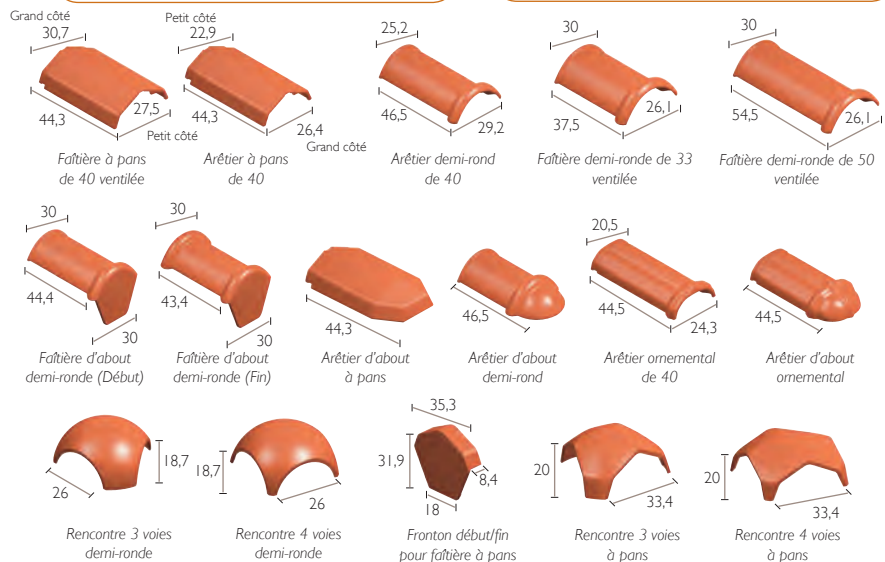 Grand côté
30,7
44,3
27,5
Petit côté
Faîtière à pans
de 40 ventilée
Petit côté
22,9
44,3
26,4
Grand côté
Arêtier à pans
de 40
25,2
46,5
29,2
Arêtier demi-rond
de 40
30
37,5
26,1
Faîtière demi-ronde de 33
ventilée
30
54,5
26,1
Faîtière demi-ronde de 50
ventilée
30
44,4
30
Faîtière d'about
demi-ronde (Début)
30
43,4
30
Faîtière d'about
demi-ronde (Fin)
44,3
Arêtier d'about
à pans
46,5
Arêtier d'about
demi-rond
20,5
44,5
24,3
Arêtier ornemental
de 40
44,5
Arêtier d'about
ornemental
18,7
26
Rencontre 3 voies
demi-ronde
18,7
26
Rencontre 4 voies
demi-ronde
35,3
31,9
8,4
18
Fronton début/fin
pour faîtière à pans
20
33,4
Rencontre 3 voies
à pans
20
33,4
Rencontre 4 voies
à pans